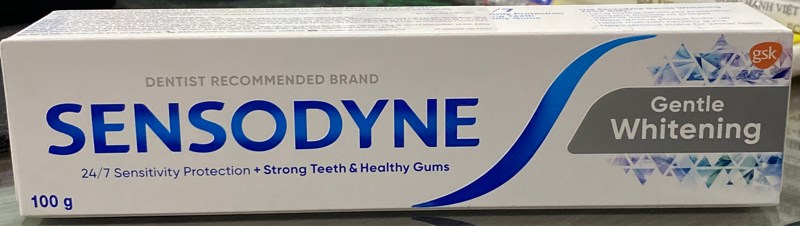 DENTIST RECOMMENDED BRAND
SENSODYNE
24/7 Sensitivity Protection + Strong Teeth & Healthy Gums
100 g
gsk
Gentle
Whitening